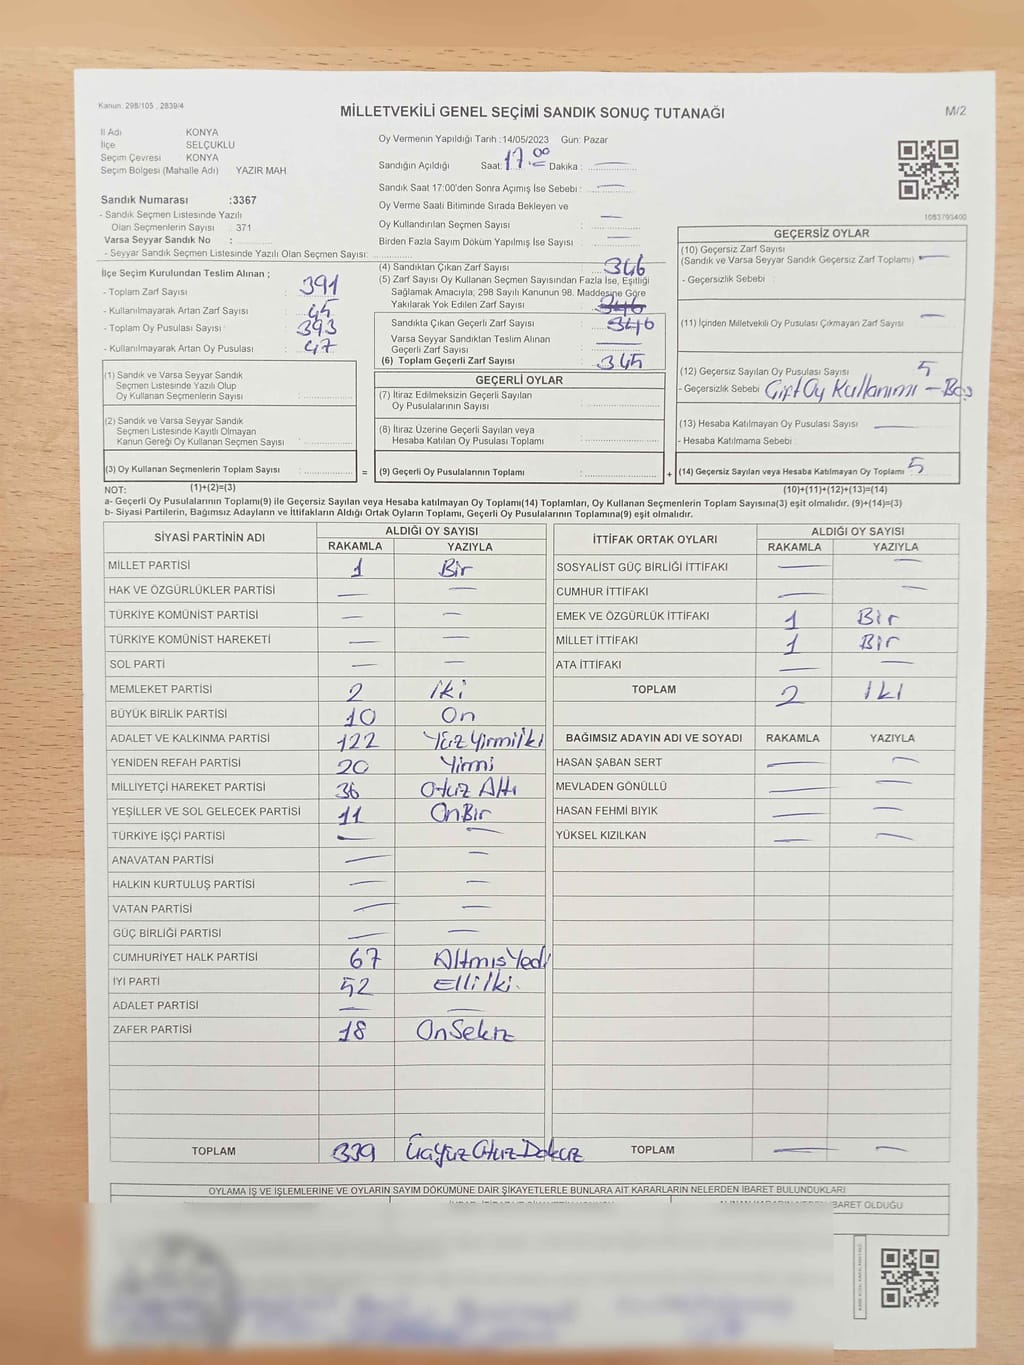 Kanun. 298/105 , 2839/4
MİLLETVEKİLİ GENEL SEÇİMİ SANDIK SONUÇ TUTANAĞI
M/2
İl Adı KONYA
İlçe SELÇUKLU
Seçim Çevresi KONYA
Seçim Bölgesi (Mahalle Adı) YAZIR MAH
Sandık Numarası :3367
- Sandık Seçmen Listesinde Yazılı
Olan Seçmenlerin Sayısı : 371
Varsa Seyyar Sandık No :
- Seyyar Sandık Seçmen Listesinde Yazılı Olan Seçmen Sayısı:
Oy Vermenin Yapıldığı Tarih :14/05/2023 Gün: Pazar
Sandığın Açıldığı Saat: 17.00 Dakika : —
Sandık Saat 17:00'den Sonra Açımış İse Sebebi : —
Oy Verme Saati Bitiminde Sırada Bekleyen ve
Oy Kullandırılan Seçmen Sayısı : —
Birden Fazla Sayım Döküm Yapılmış İse Sayısı : —
1083793400
İlçe Seçim Kurulundan Teslim Alınan ;
- Toplam Zarf Sayısı : 391
- Kullanılmayarak Artan Zarf Sayısı : 45
- Toplam Oy Pusulası Sayısı : 393
- Kullanılmayarak Artan Oy Pusulası : 47
(4) Sandıktan Çıkan Zarf Sayısı : 346
(5) Zarf Sayısı Oy Kullanan Seçmen Sayısından Fazla İse, Eşitliği
Sağlamak Amacıyla; 298 Sayılı Kanunun 98. Maddesine Göre
Yakılarak Yok Edilen Zarf Sayısı : 346
Sandıkta Çıkan Geçerli Zarf Sayısı : 346
Varsa Seyyar Sandıktan Teslim Alınan
Geçerli Zarf Sayısı : —
(6) Toplam Geçerli Zarf Sayısı : 345
GEÇERSİZ OYLAR
(10) Geçersiz Zarf Sayısı
(Sandık ve Varsa Seyyar Sandık Geçersiz Zarf Toplamı) —
- Geçersizlik Sebebi :
(11) İçinden Milletvekili Oy Pusulası Çıkmayan Zarf Sayısı —
(12) Geçersiz Sayılan Oy Pusulası Sayısı 5
- Geçersizlik Sebebi Çift Oy Kullanımı - Boş
(13) Hesaba Katılmayan Oy Pusulası Sayısı —
- Hesaba Katılmama Sebebi :
(14) Geçersiz Sayılan veya Hesaba Katılmayan Oy Toplamı 5
(1) Sandık ve Varsa Seyyar Sandık
Seçmen Listesinde Yazılı Olup
Oy Kullanan Seçmenlerin Sayısı :
(2) Sandık ve Varsa Seyyar Sandık
Seçmen Listesinde Kayıtlı Olmayan
Kanun Gereği Oy Kullanan Seçmen Sayısı :
(3) Oy Kullanan Seçmenlerin Toplam Sayısı :
=
GEÇERLİ OYLAR
(7) İtiraz Edilmeksizin Geçerli Sayılan
Oy Pusulalarının Sayısı :
(8) İtiraz Üzerine Geçerli Sayılan veya
Hesaba Katılan Oy Pusulası Toplamı :
(9) Geçerli Oy Pusulalarının Toplamı :
+
NOT: (1)+(2)=(3)
(10)+(11)+(12)+(13)=(14)
a- Geçerli Oy Pusulalarının Toplamı(9) ile Geçersiz Sayılan veya Hesaba katılmayan Oy Toplamı(14) Toplamları, Oy Kullanan Seçmenlerin Toplam Sayısına(3) eşit olmalıdır. (9)+(14)=(3)
b- Siyasi Partilerin, Bağımsız Adayların ve İttifakların Aldığı Ortak Oyların Toplamı, Geçerli Oy Pusulalarının Toplamına(9) eşit olmalıdır.
SİYASİ PARTİNİN ADI ALDIĞI OY SAYISI
RAKAMLA YAZIYLA
MİLLET PARTİSİ 1 Bir
HAK VE ÖZGÜRLÜKLER PARTİSİ — —
TÜRKİYE KOMÜNİST PARTİSİ — —
TÜRKİYE KOMÜNİST HAREKETİ — —
SOL PARTİ — —
MEMLEKET PARTİSİ 2 iki
BÜYÜK BİRLİK PARTİSİ 10 On
ADALET VE KALKINMA PARTİSİ 122 Yüz Yirmi iki
YENİDEN REFAH PARTİSİ 20 Yirmi
MİLLİYETÇİ HAREKET PARTİSİ 36 Otuz Altı
YEŞİLLER VE SOL GELECEK PARTİSİ 11 OnBir
TÜRKİYE İŞÇİ PARTİSİ — —
ANAVATAN PARTİSİ — —
HALKIN KURTULUŞ PARTİSİ — —
VATAN PARTİSİ — —
GÜÇ BİRLİĞİ PARTİSİ — —
CUMHURİYET HALK PARTİSİ 67 Altmış Yedi
İYİ PARTİ 52 Elli İki.
ADALET PARTİSİ — —
ZAFER PARTİSİ 18 OnSekiz
TOPLAM 339 Üçyüz Otuz Dokuz
İTTİFAK ORTAK OYLARI ALDIĞI OY SAYISI
RAKAMLA YAZIYLA
SOSYALİST GÜÇ BİRLİĞİ İTTİFAKI — —
CUMHUR İTTİFAKI — —
EMEK VE ÖZGÜRLÜK İTTİFAKI 1 Bir
MİLLET İTTİFAKI 1 Bir
ATA İTTİFAKI — —
TOPLAM 2 İki
BAĞIMSIZ ADAYIN ADI VE SOYADI RAKAMLA YAZIYLA
HASAN ŞABAN SERT — —
MEVLADEN GÖNÜLLÜ — —
HASAN FEHMİ BIYIK — —
YÜKSEL KIZILKAN — —
TOPLAM — —
OYLAMA İŞ VE İŞLEMLERİNE VE OYLARIN SAYIM DÖKÜMÜNE DAİR ŞİKAYETLERLE BUNLARA AİT KARARLARIN NELERDEN İBARET BULUNDUKLARI
BARET OLDUĞU